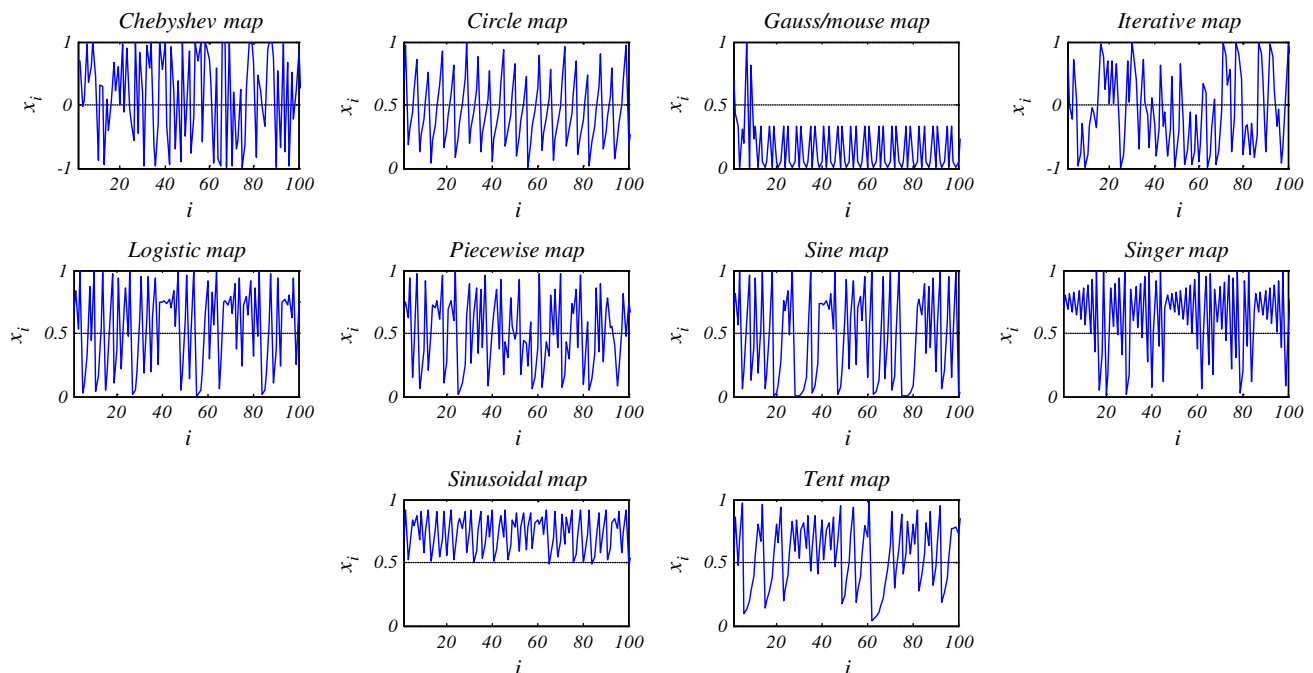 Chebyshev map
Circle map
Gauss/mouse map
Iterative map
1
0
-1
x_i
20 40 60 80 100
i
1
0.5
0
x_i
20 40 60 80 100
i
1
0.5
0
x_i
20 40 60 80 100
i
1
0
-1
x_i
20 40 60 80 100
i
Logistic map
Piecewise map
Sine map
Singer map
1
0.5
0
x_i
20 40 60 80 100
i
1
0.5
0
x_i
20 40 60 80 100
i
1
0.5
0
x_i
20 40 60 80 100
i
1
0.5
0
x_i
20 40 60 80 100
i
Sinusoidal map
Tent map
1
0.5
0
x_i
20 40 60 80 100
i
1
0.5
0
x_i
20 40 60 80 100
i